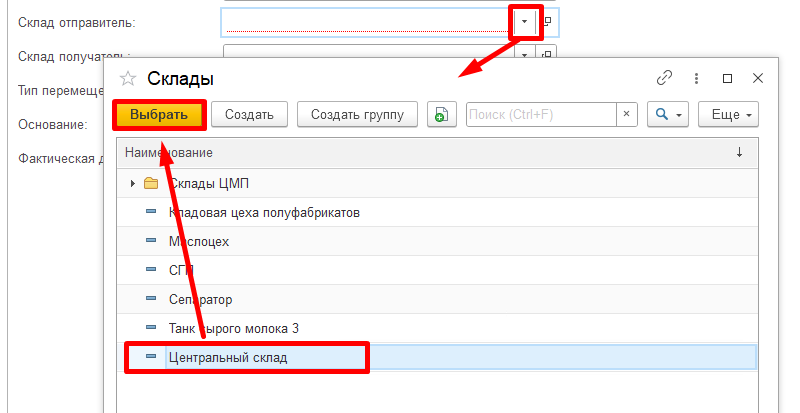 Склад отправитель:
Склад получатель:
Склады
Тип перемеще
Выбрать Создать Создать группу Поиск (Ctrl+F) × Еще
Основание:
Наименование ↓
Фактическая д
Склады ЦМП
Кладовая цеха полуфабрикатов
Маслоцех
СГП
Сепаратор
Танк сырого молока 3
Центральный склад